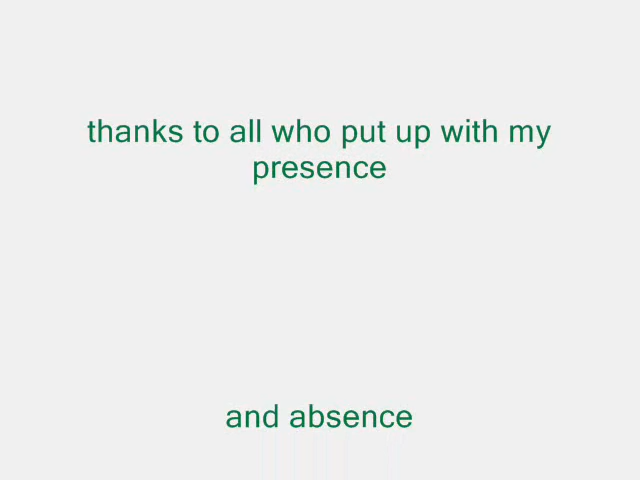 thanks to all who put up with my
presence
and absence